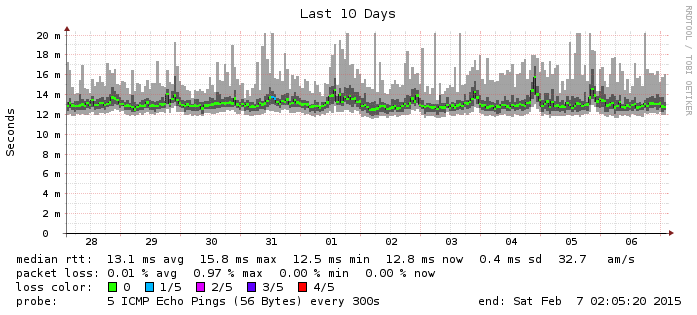 Last 10 Days
RRDTOOL / TOBI OETIKER
Seconds
20 m
18 m
16 m
14 m
12 m
10 m
8 m
6 m
4 m
2 m
0
28 29 30 31 01 02 03 04 05 06
median rtt: 13.1 ms avg 15.8 ms max 12.5 ms min 12.8 ms now 0.4 ms sd 32.7 am/s
packet loss: 0.01 % avg 0.97 % max 0.00 % min 0.00 % now
loss color: 0 1/5 2/5 3/5 4/5
probe: 5 ICMP Echo Pings (56 Bytes) every 300s end: Sat Feb 7 02:05:20 2015